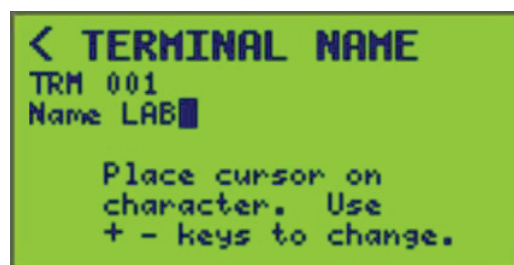 < TERMINAL NAME
TRM 001
Name LAB
Place cursor on
character. Use
+ - keys to change.